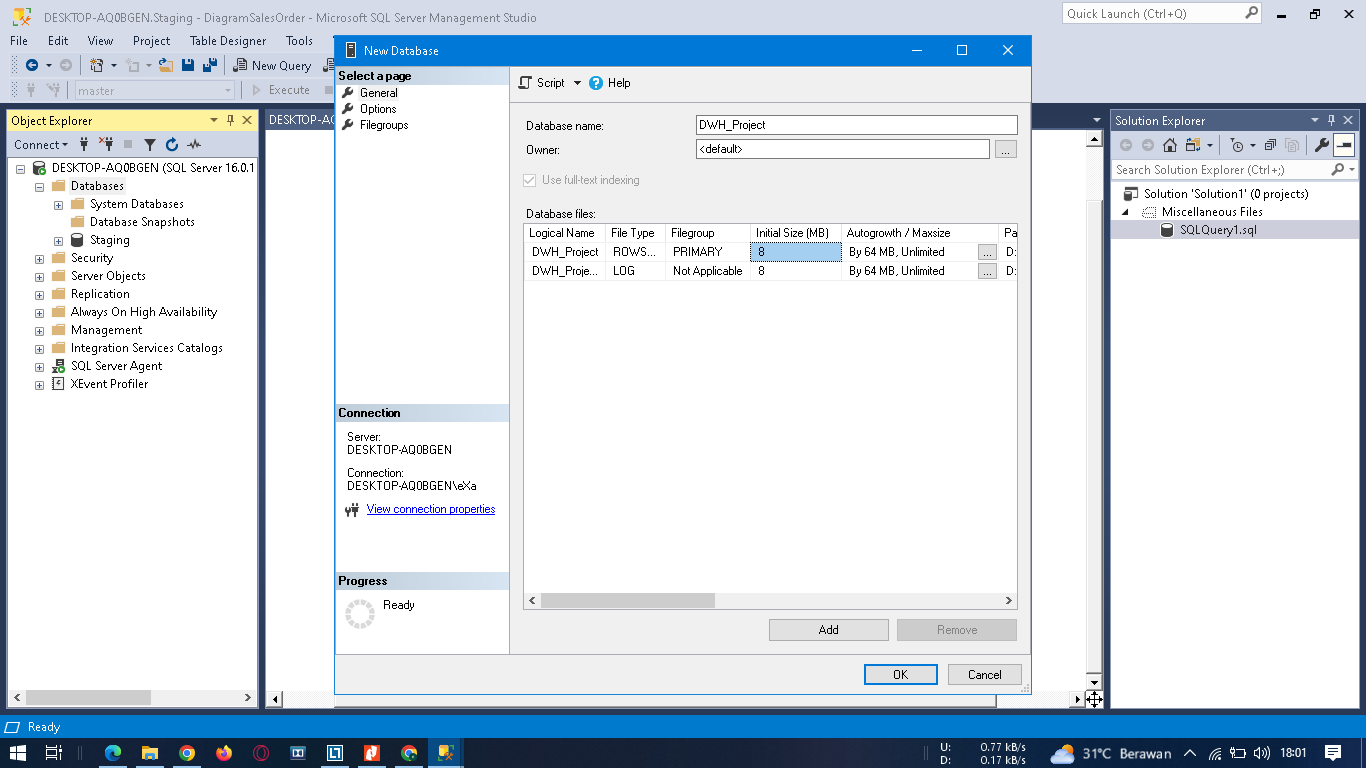 DESKTOP-AQ0BGEN.Staging - DiagramSalesOrder - Microsoft SQL Server Management Studio
Quick Launch (Ctrl+Q)
File Edit View Project Table Designer Tools
New Query
master
Execute
Object Explorer
Connect
DESKTOP-AQ0BGEN (SQL Server 16.0.1
Databases
System Databases
Database Snapshots
Staging
Security
Server Objects
Replication
Always On High Availability
Management
Integration Services Catalogs
SQL Server Agent
XEvent Profiler
DESKTOP-AQ
New Database
Select a page
General
Options
Filegroups
Connection
Server:
DESKTOP-AQ0BGEN
Connection:
DESKTOP-AQ0BGEN\eXa
View connection properties
Progress
Ready
Script
Help
Database name:
DWH_Project
Owner:
<default>
...
Use full-text indexing
Database files:
Logical Name File Type Filegroup Initial Size (MB) Autogrowth / Maxsize Pa
DWH_Project ROWS... PRIMARY 8 By 64 MB, Unlimited ... D:
DWH_Proje... LOG Not Applicable 8 By 64 MB, Unlimited ... D:
Add
Remove
OK
Cancel
Solution Explorer
Search Solution Explorer (Ctrl+;)
Solution 'Solution1' (0 projects)
Miscellaneous Files
SQLQuery1.sql
Ready
U: 0.77 kB/s
D: 0.17 kB/s
31°C Berawan
18:01